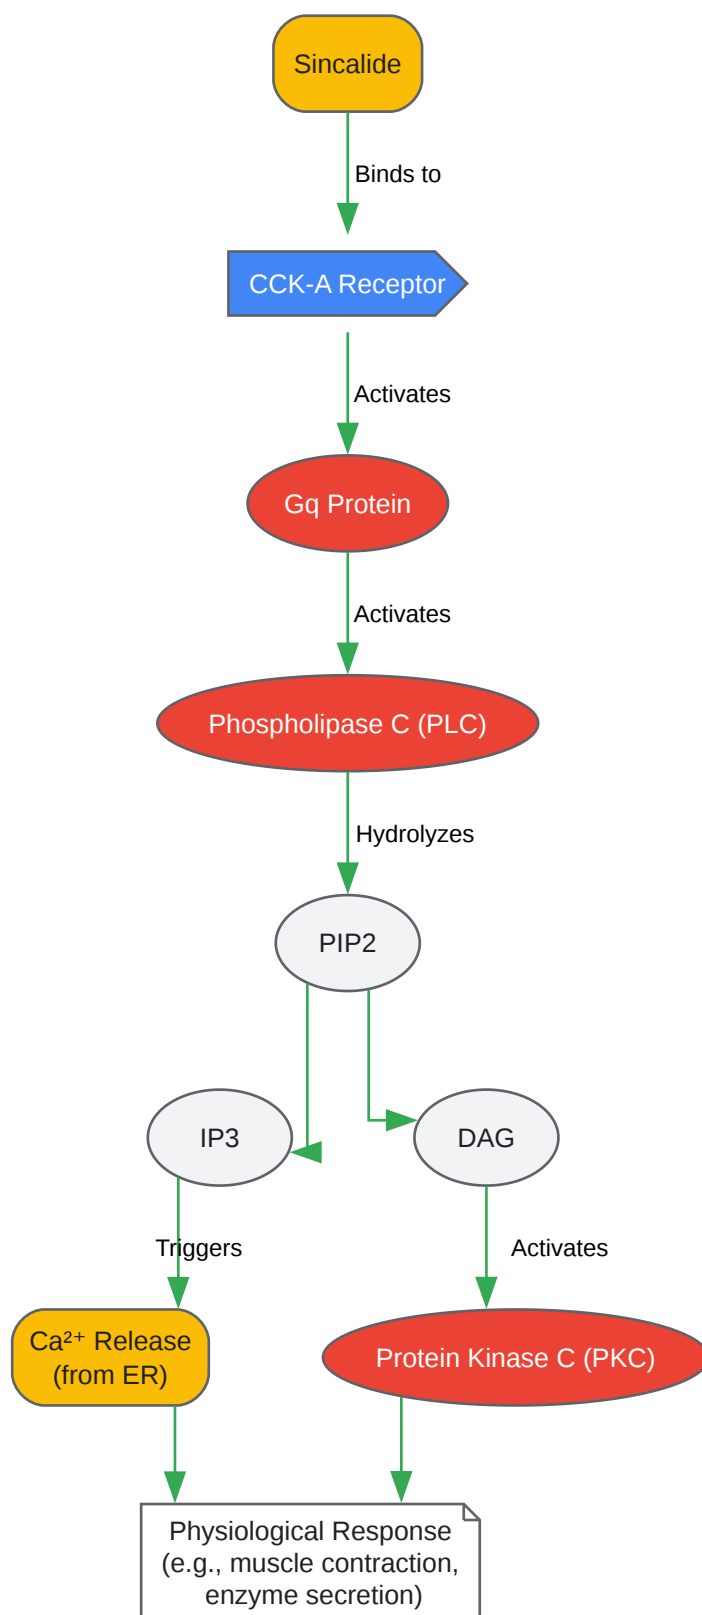 Sincalide
Binds to
CCK-A Receptor
Activates
Gq Protein
Activates
Phospholipase C (PLC)
Hydrolyzes
PIP2
IP3
DAG
Triggers
Activates
Ca²⁺ Release
(from ER)
Protein Kinase C (PKC)
Physiological Response
(e.g., muscle contraction,
enzyme secretion)